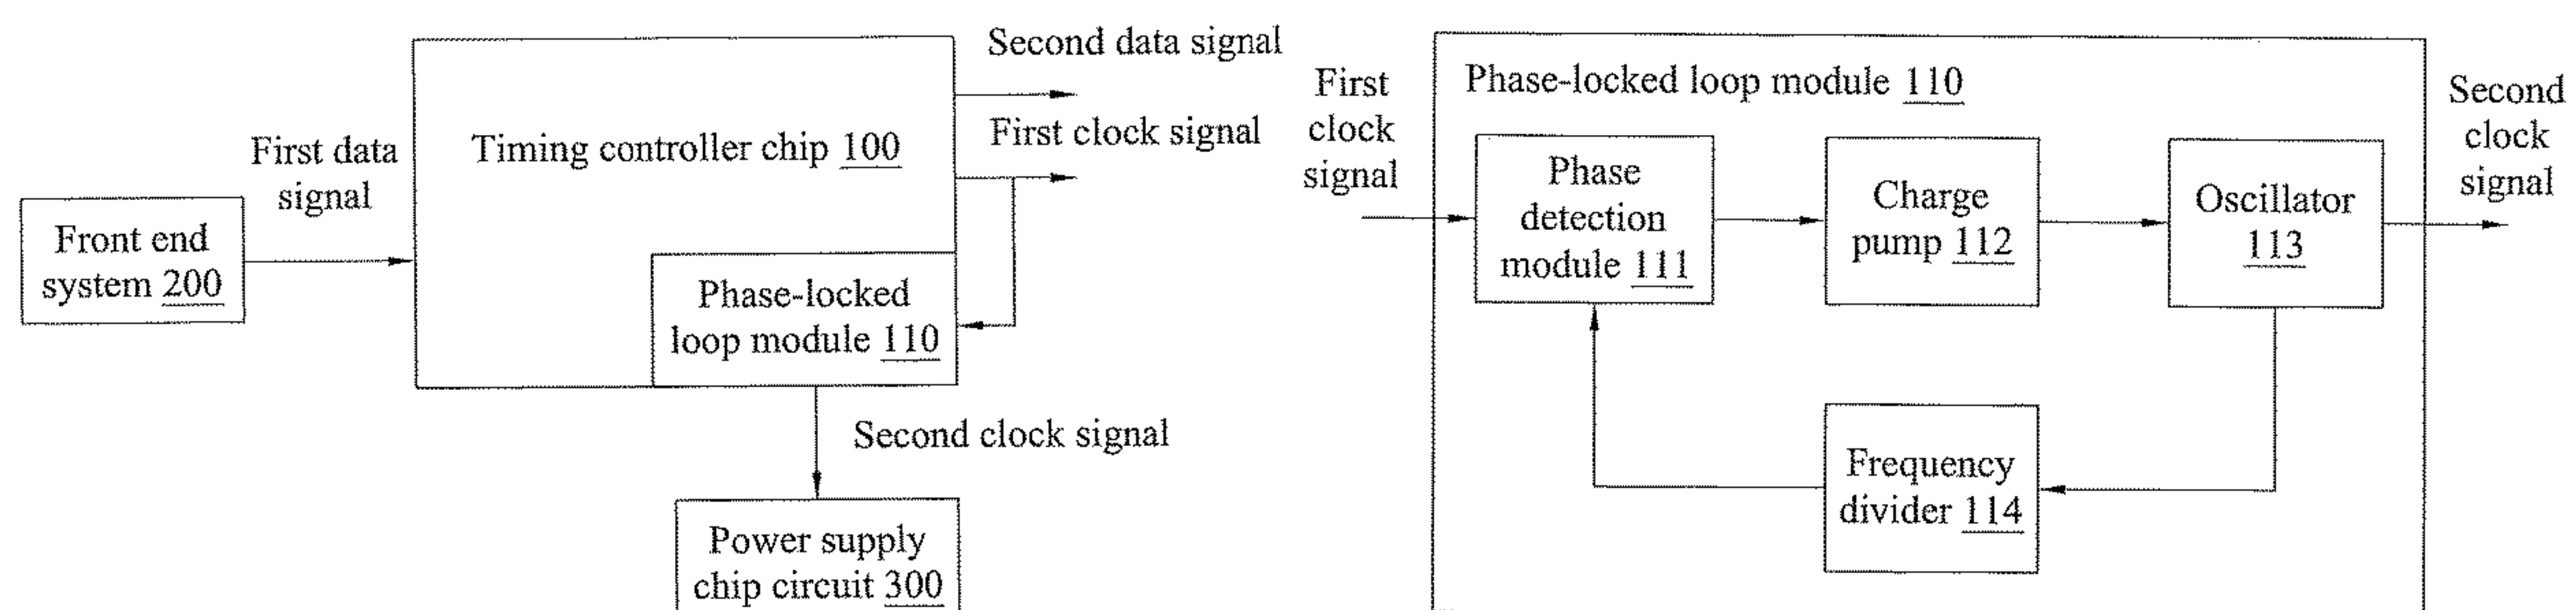 Second data signal
First clock signal
Timing controller chip 100
First data
signal
Front end
system 200
Phase-locked
loop module 110
Second clock signal
Power supply
chip circuit 300
First
clock
signal
Phase-locked loop module 110
Phase
detection
module 111
Charge
pump 112
Oscillator
113
Second
clock
signal
Frequency
divider 114